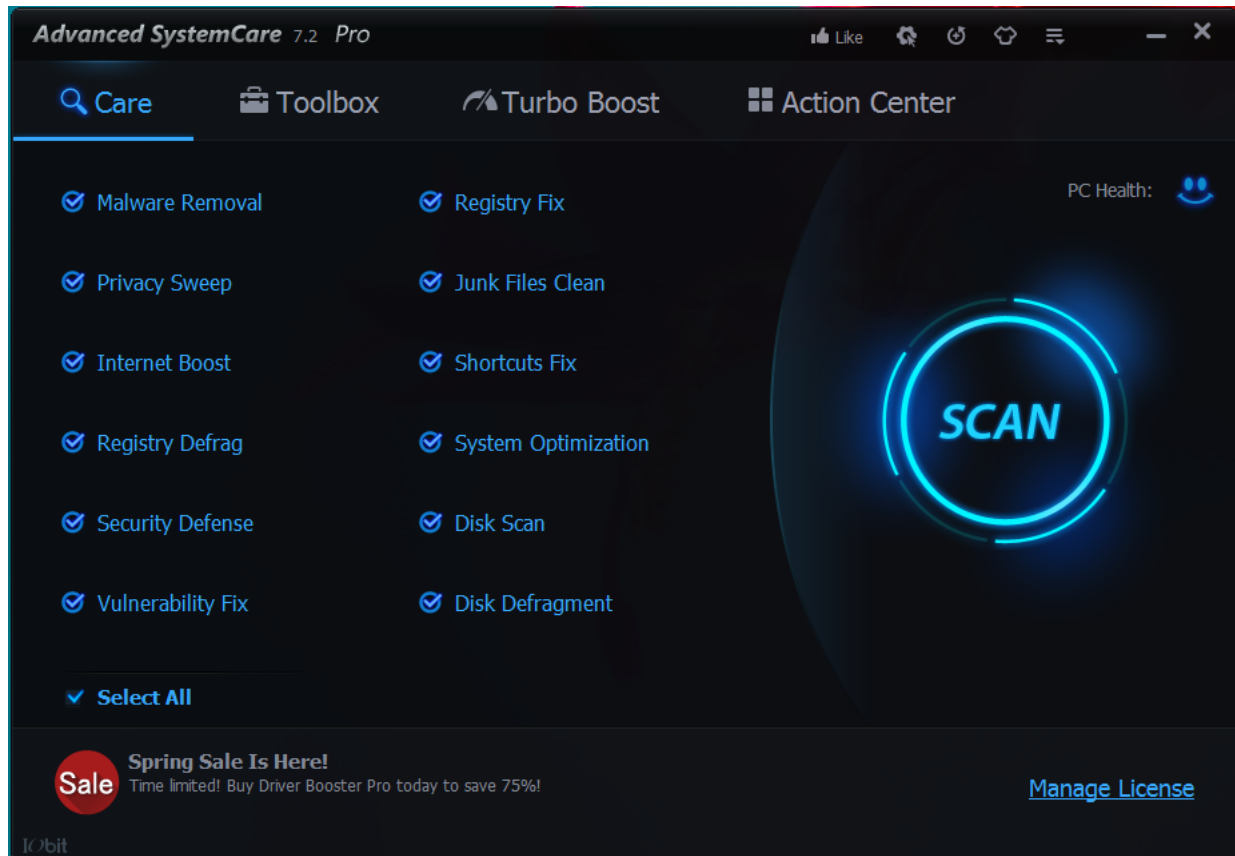 Advanced SystemCare 7.2 Pro
Like
Care
Toolbox
Turbo Boost
Action Center
Malware Removal
Registry Fix
PC Health:
Privacy Sweep
Junk Files Clean
Internet Boost
Shortcuts Fix
SCAN
Registry Defrag
System Optimization
Security Defense
Disk Scan
Vulnerability Fix
Disk Defragment
Select All
Sale
Spring Sale Is Here!
Time limited! Buy Driver Booster Pro today to save 75%!
Manage License
IObit